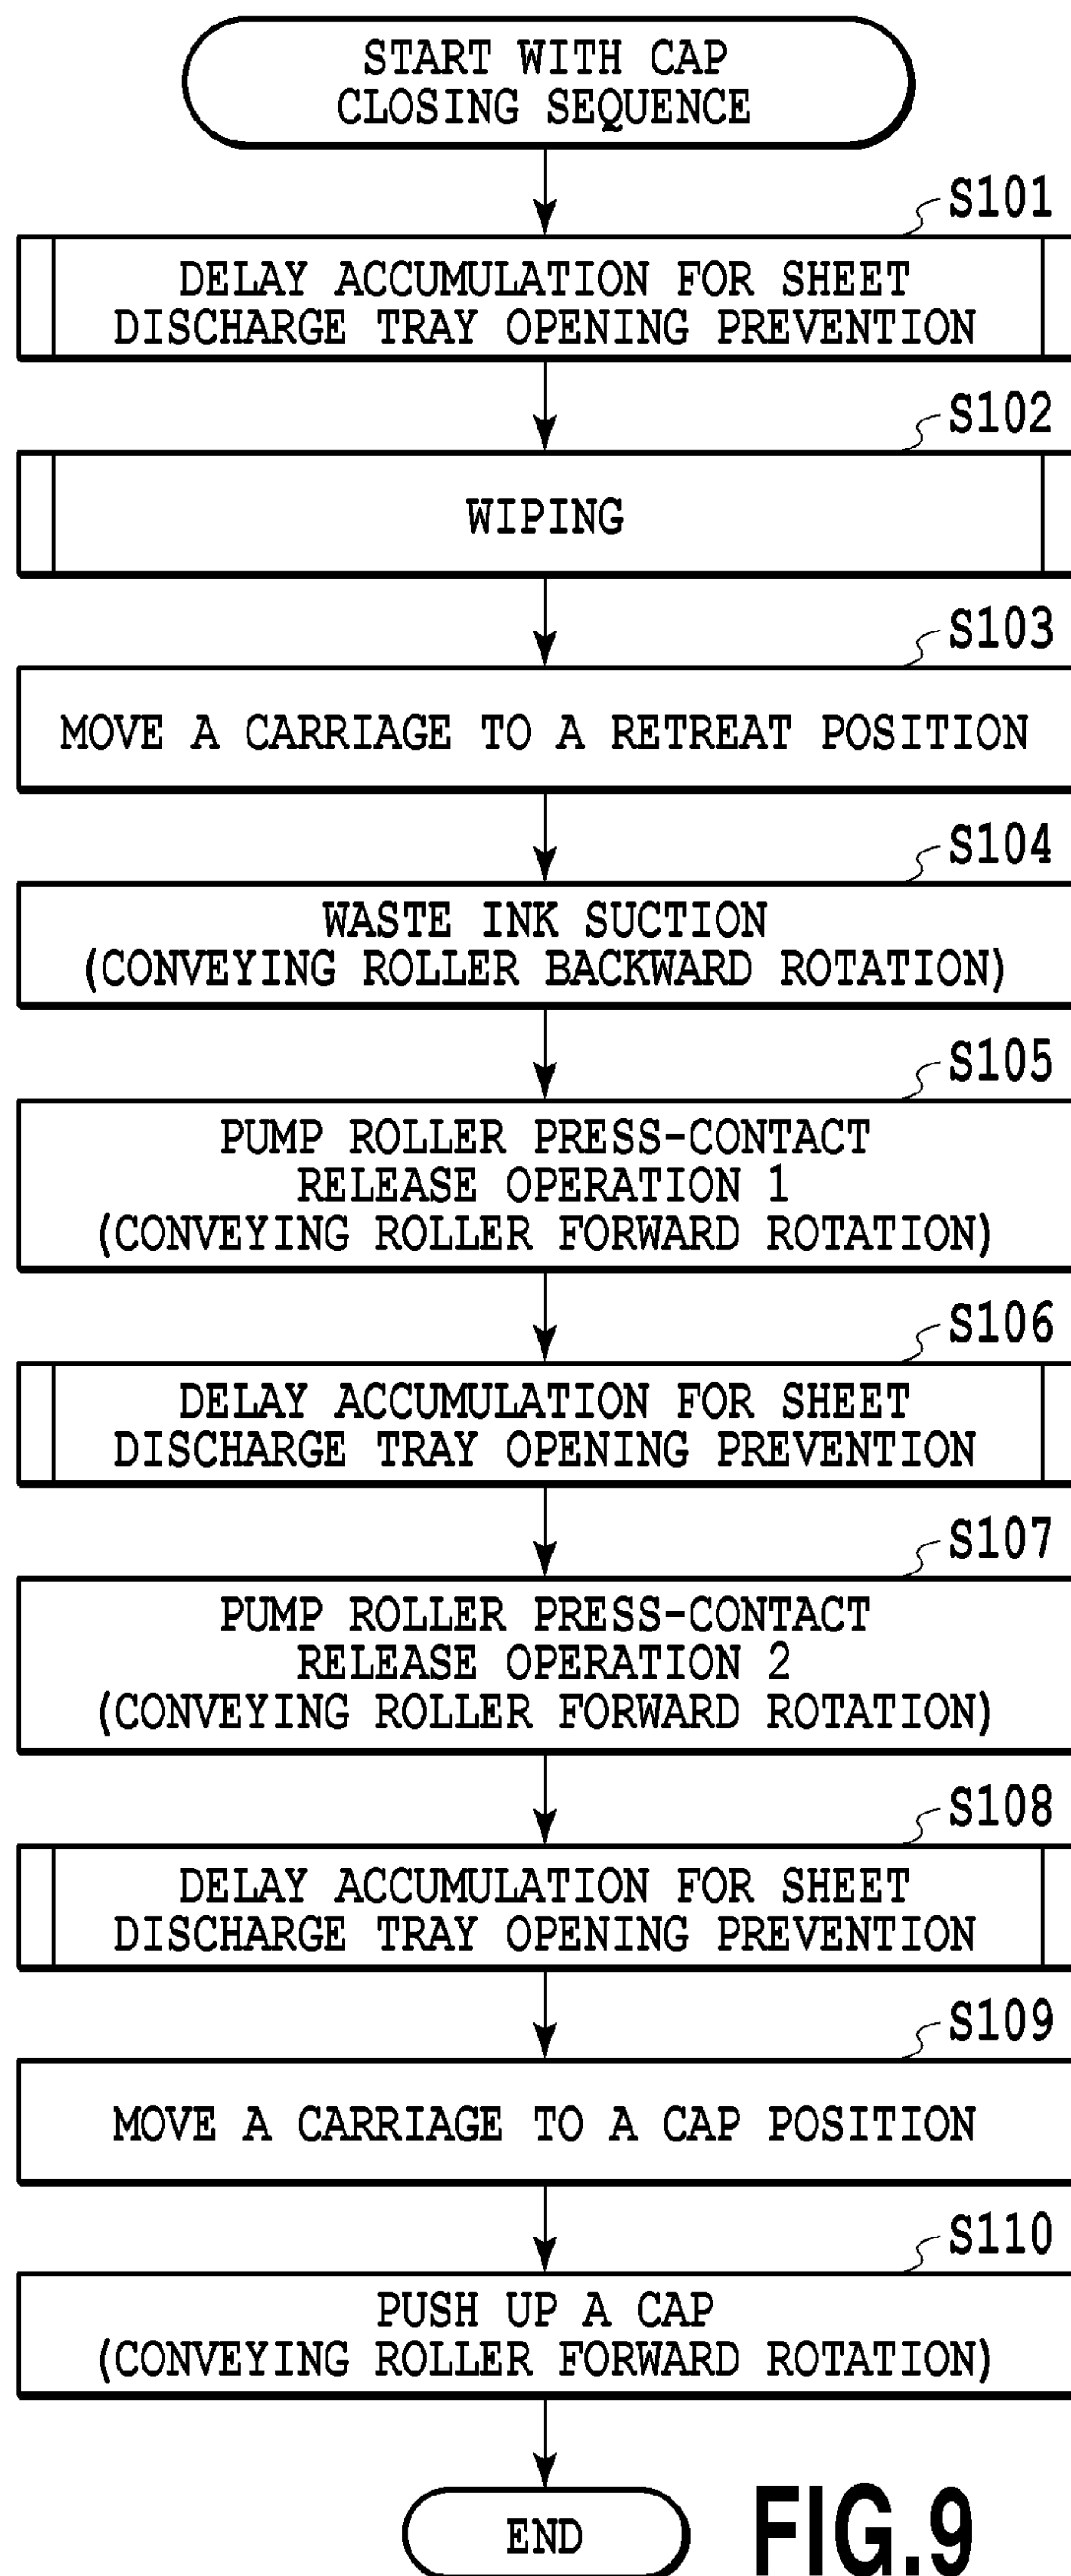 START WITH CAP
CLOSING SEQUENCE
S101
DELAY ACCUMULATION FOR SHEET
DISCHARGE TRAY OPENING PREVENTION
S102
WIPING
S103
MOVE A CARRIAGE TO A RETREAT POSITION
S104
WASTE INK SUCTION
(CONVEYING ROLLER BACKWARD ROTATION)
S105
PUMP ROLLER PRESS-CONTACT
RELEASE OPERATION 1
(CONVEYING ROLLER FORWARD ROTATION)
S106
DELAY ACCUMULATION FOR SHEET
DISCHARGE TRAY OPENING PREVENTION
S107
PUMP ROLLER PRESS-CONTACT
RELEASE OPERATION 2
(CONVEYING ROLLER FORWARD ROTATION)
S108
DELAY ACCUMULATION FOR SHEET
DISCHARGE TRAY OPENING PREVENTION
S109
MOVE A CARRIAGE TO A CAP POSITION
S110
PUSH UP A CAP
(CONVEYING ROLLER FORWARD ROTATION)
END
FIG.9